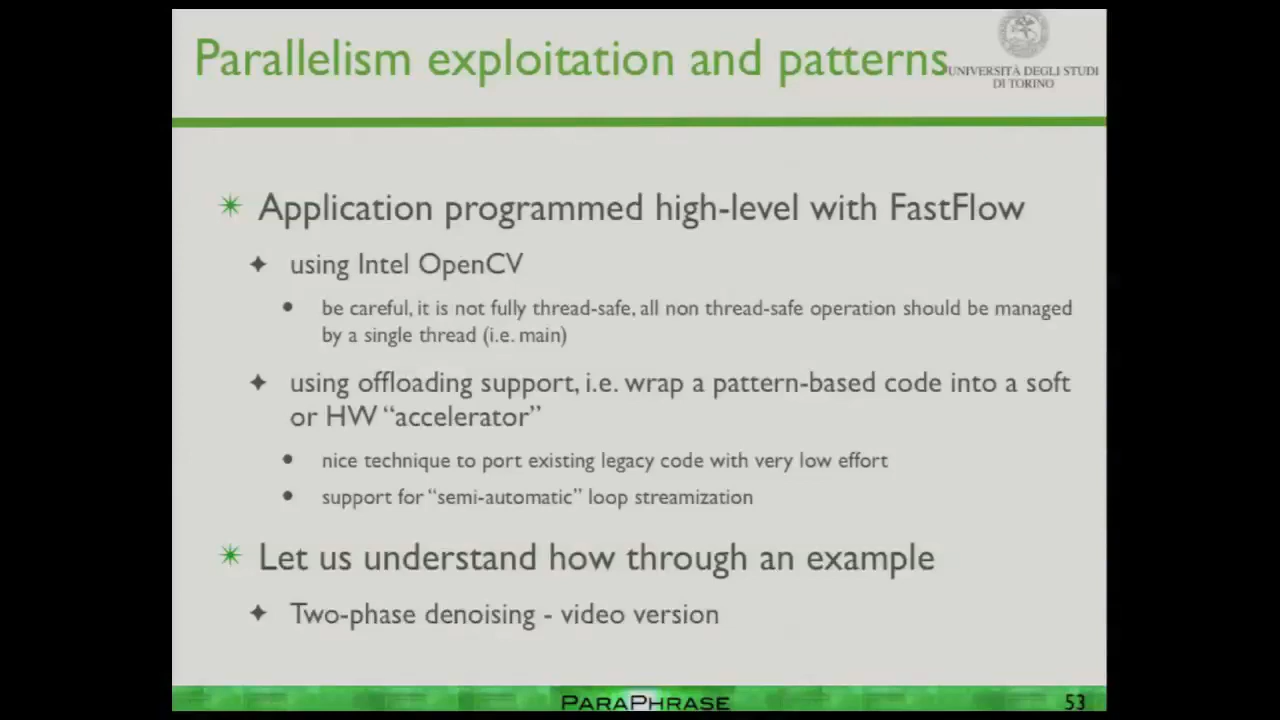 Parallelism exploitation and patterns
UNIVERSITÀ DEGLI STUDI
DI TORINO
Application programmed high-level with FastFlow
using Intel OpenCV
be careful, it is not fully thread-safe, all non thread-safe operation should be managed
by a single thread (i.e. main)
using offloading support, i.e. wrap a pattern-based code into a soft
or HW “accelerator”
nice technique to port existing legacy code with very low effort
support for “semi-automatic” loop streamization
Let us understand how through an example
Two-phase denoising - video version
PARAPHRASE
53